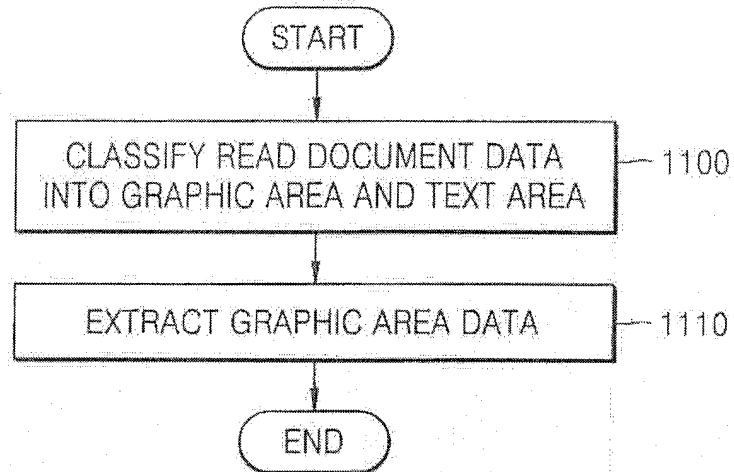 START
CLASSIFY READ DOCUMENT DATA
INTO GRAPHIC AREA AND TEXT AREA
1100
EXTRACT GRAPHIC AREA DATA
1110
END